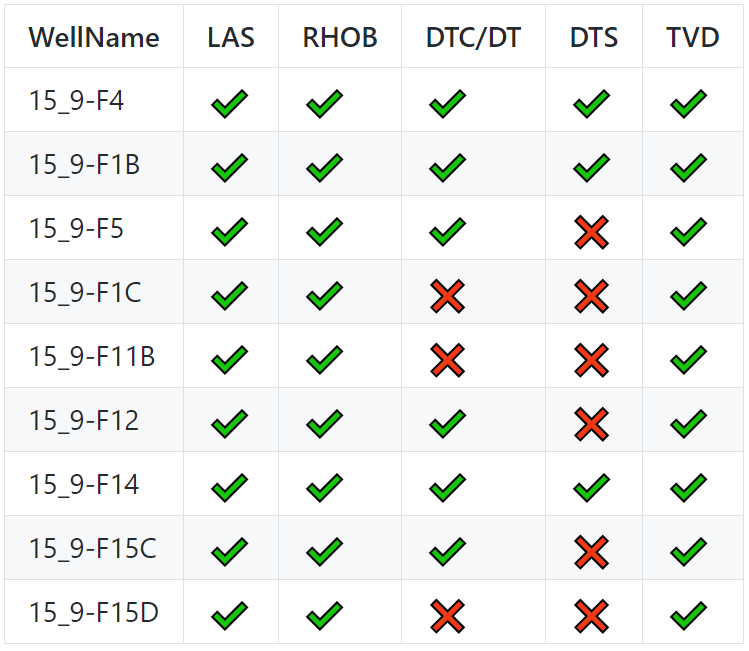 WellName LAS RHOB DTC/DT DTS TVD
15_9-F4 ✔ ✔ ✔ ✔ ✔
15_9-F1B ✔ ✔ ✔ ✔ ✔
15_9-F5 ✔ ✔ ✔ ❌ ✔
15_9-F1C ✔ ✔ ❌ ❌ ✔
15_9-F11B ✔ ✔ ❌ ❌ ✔
15_9-F12 ✔ ✔ ✔ ❌ ✔
15_9-F14 ✔ ✔ ✔ ✔ ✔
15_9-F15C ✔ ✔ ✔ ❌ ✔
15_9-F15D ✔ ✔ ❌ ❌ ✔